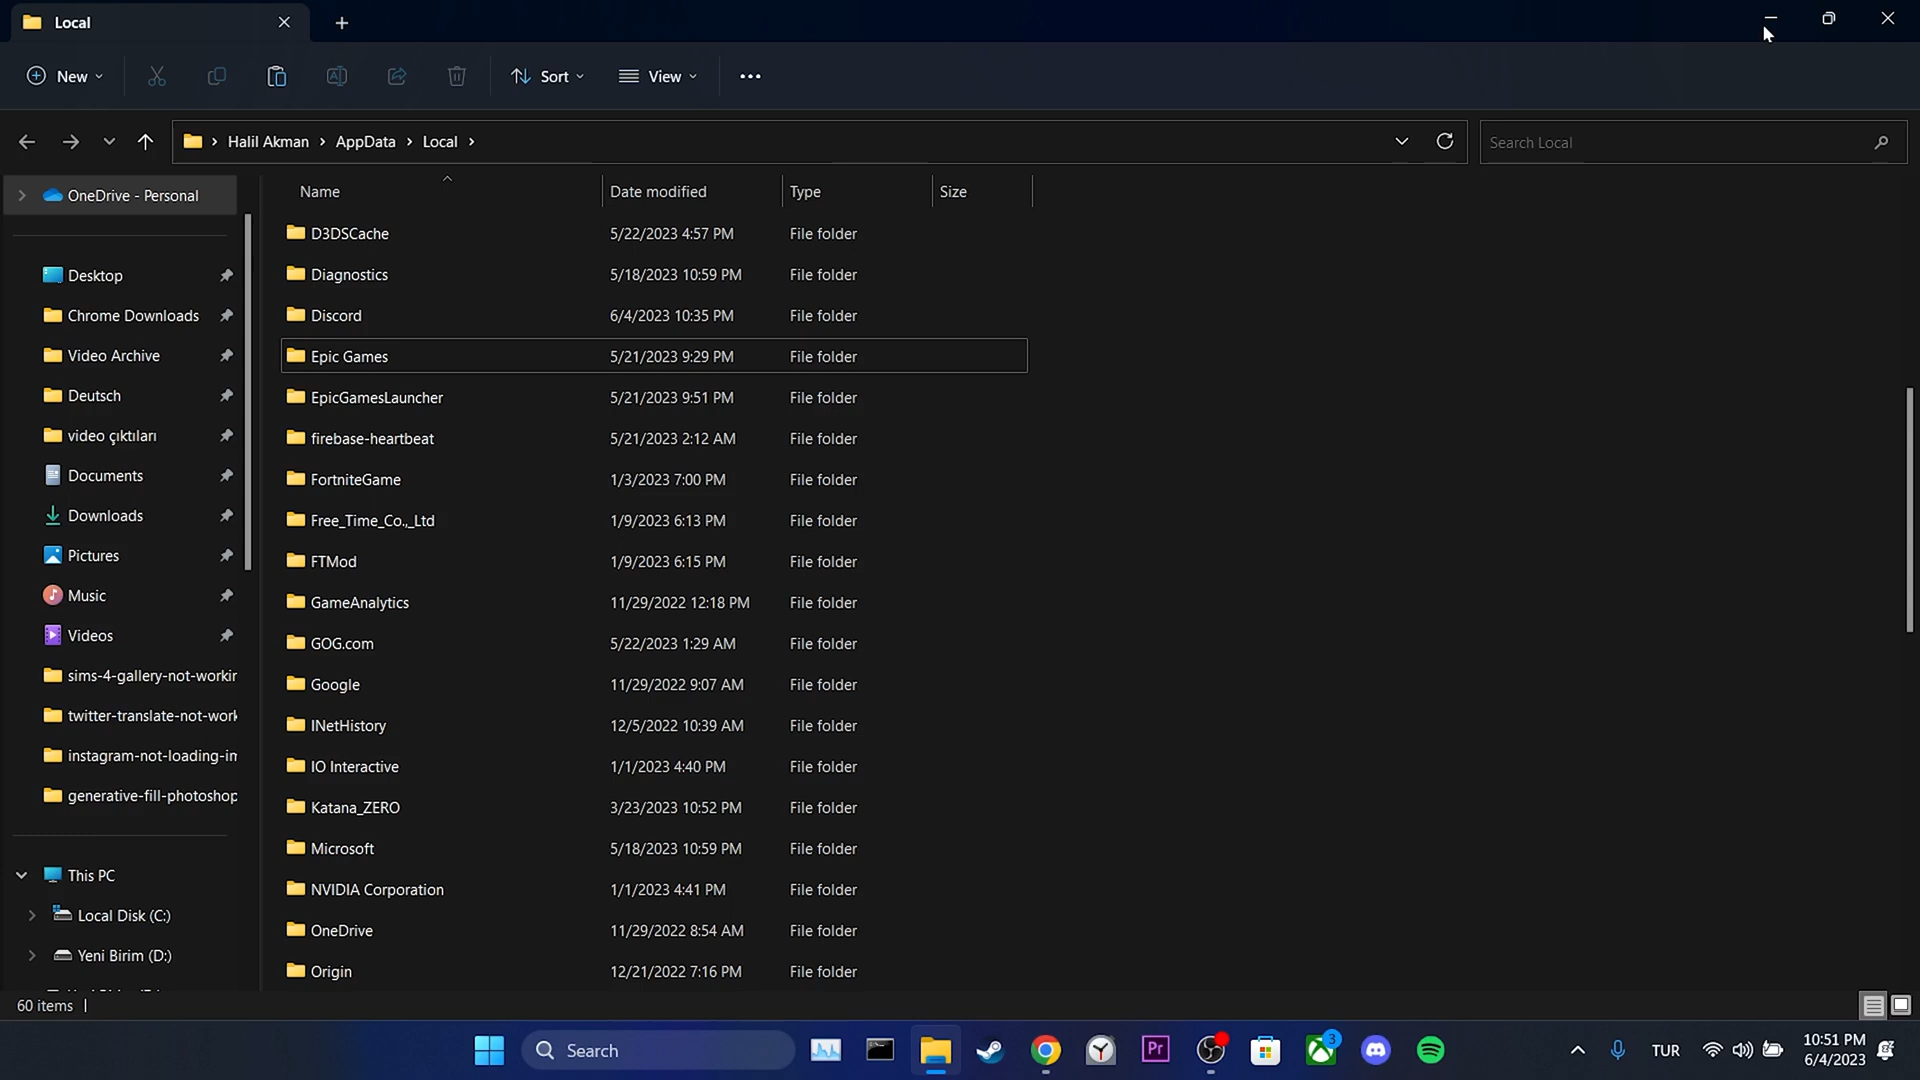 Local
New
Sort
View
Halil Akman
AppData
Local
Search Local
OneDrive - Personal
Desktop
Chrome Downloads
Video Archive
Deutsch
video çıktıları
Documents
Downloads
Pictures
Music
Videos
sims-4-gallery-not-workin
twitter-translate-not-work
instagram-not-loading-im
generative-fill-photoshop
This PC
Local Disk (C:)
Yeni Birim (D:)
Name Date modified Type Size
D3DSCache 5/22/2023 4:57 PM File folder
Diagnostics 5/18/2023 10:59 PM File folder
Discord 6/4/2023 10:35 PM File folder
Epic Games 5/21/2023 9:29 PM File folder
EpicGamesLauncher 5/21/2023 9:51 PM File folder
firebase-heartbeat 5/21/2023 2:12 AM File folder
FortniteGame 1/3/2023 7:00 PM File folder
Free_Time_Co.,_Ltd 1/9/2023 6:13 PM File folder
FTMod 1/9/2023 6:15 PM File folder
GameAnalytics 11/29/2022 12:18 PM File folder
GOG.com 5/22/2023 1:29 AM File folder
Google 11/29/2022 9:07 AM File folder
INetHistory 12/5/2022 10:39 AM File folder
IO Interactive 1/1/2023 4:40 PM File folder
Katana_ZERO 3/23/2023 10:52 PM File folder
Microsoft 5/18/2023 10:59 PM File folder
NVIDIA Corporation 1/1/2023 4:41 PM File folder
OneDrive 11/29/2022 8:54 AM File folder
Origin 12/21/2022 7:16 PM File folder
60 items
Search
Pr
3
TUR
10:51 PM
6/4/2023